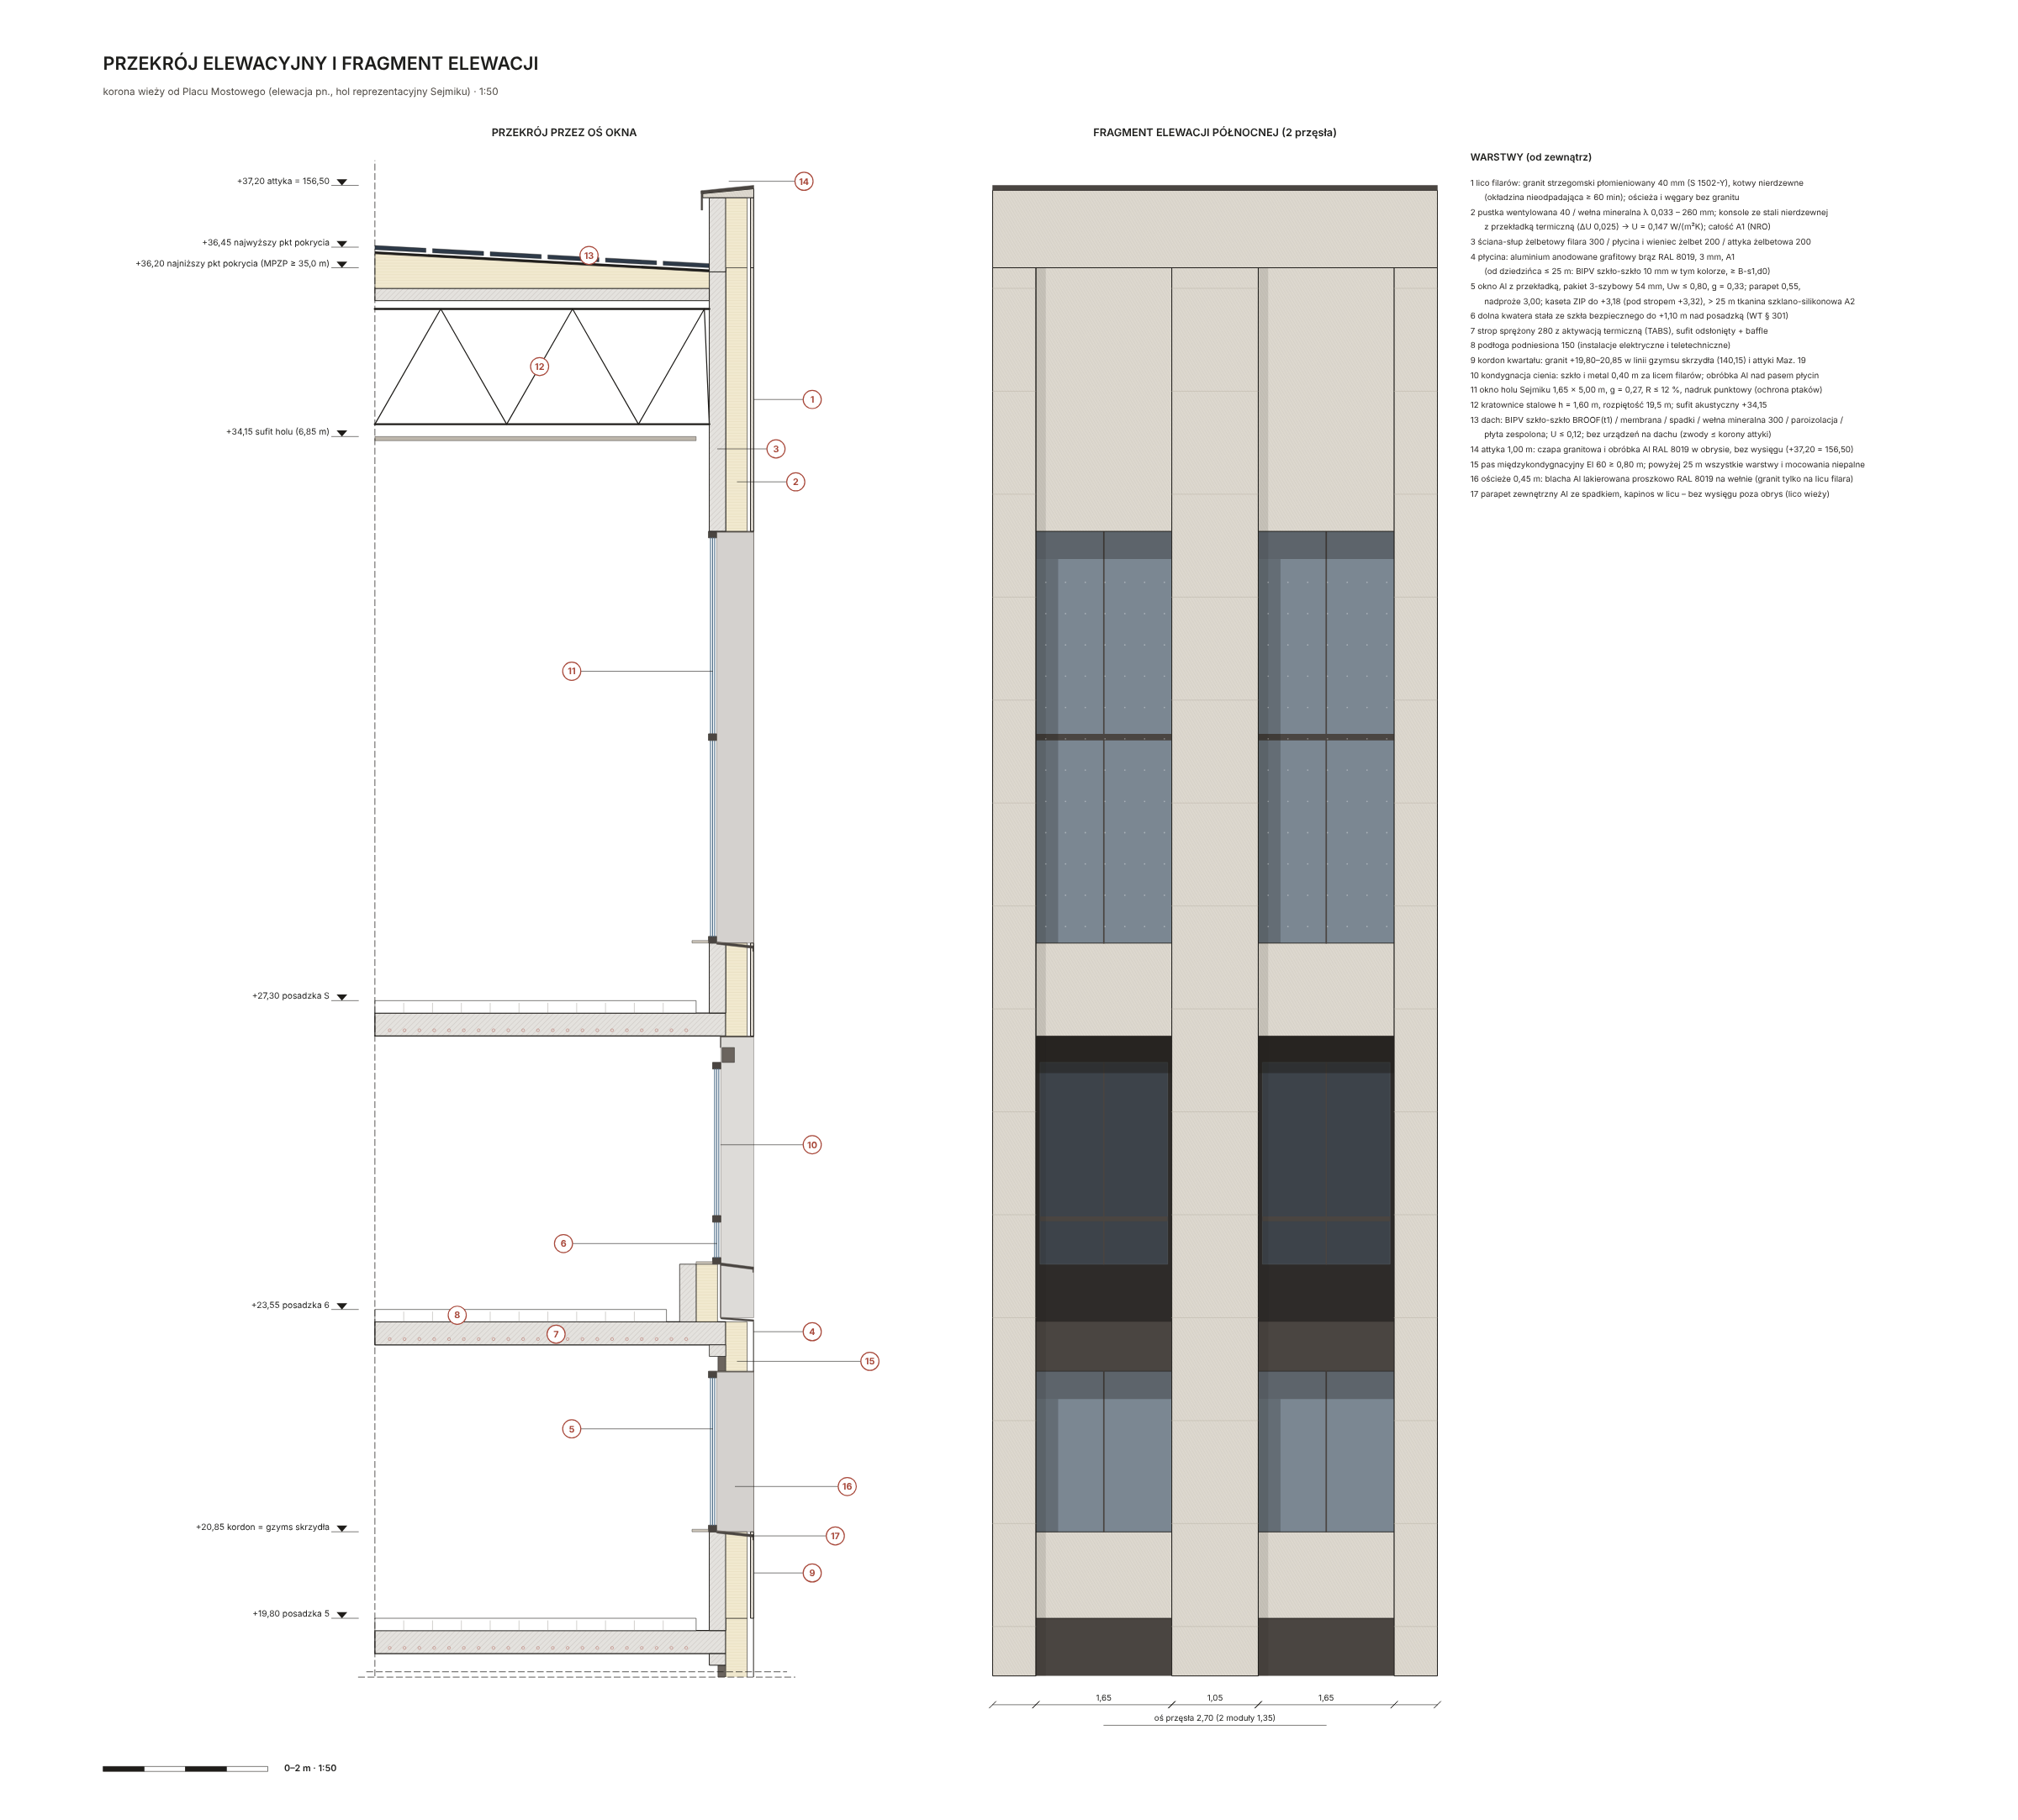 PRZEKRÓJ ELEWACYJNY I FRAGMENT ELEWACJI
korona wieży od Placu Mostowego (elewacja pn., hol reprezentacyjny Sejmiku) · 1:50
PRZEKRÓJ PRZEZ OŚ OKNA
+37,20 attyka = 156,50
+36,45 najwyższy pkt pokrycia
+36,20 najniższy pkt pokrycia (MPZP ≥ 35,0 m)
+34,15 sufit holu (6,85 m)
+27,30 posadzka S
+23,55 posadzka 6
+20,85 kordon = gzyms skrzydła
+19,80 posadzka 5
14
13
12
1
3
2
11
10
6
8
7
4
15
5
16
17
9
FRAGMENT ELEWACJI PÓŁNOCNEJ (2 przęsła)
1,65
1,05
1,65
oś przęsła 2,70 (2 moduły 1,35)
WARSTWY (od zewnątrz)
1 lico filarów: granit strzegomski płomieniowany 40 mm (S 1502-Y), kotwy nierdzewne
(okładzina nieodpadająca ≥ 60 min); ościeża i węgary bez granitu
2 pustka wentylowana 40 / wełna mineralna λ 0,033 – 260 mm; konsole ze stali nierdzewnej
z przekładką termiczną (ΔU 0,025) → U = 0,147 W/(m²K); całość A1 (NRO)
3 ściana-słup żelbetowy filara 300 / płycina i wieniec żelbet 200 / attyka żelbetowa 200
4 płycina: aluminium anodowane grafitowy brąz RAL 8019, 3 mm, A1
(od dziedzińca ≤ 25 m: BIPV szkło-szkło 10 mm w tym kolorze, ≥ B-s1,d0)
5 okno Al z przekładką, pakiet 3-szybowy 54 mm, Uw ≤ 0,80, g = 0,33; parapet 0,55,
nadproże 3,00; kaseta ZIP do +3,18 (pod stropem +3,32), > 25 m tkanina szklano-silikonowa A2
6 dolna kwatera stała ze szkła bezpiecznego do +1,10 m nad posadzką (WT § 301)
7 strop sprężony 280 z aktywacją termiczną (TABS), sufit odsłonięty + baffle
8 podłoga podniesiona 150 (instalacje elektryczne i teletechniczne)
9 kordon kwartału: granit +19,80–20,85 w linii gzymsu skrzydła (140,15) i attyki Maz. 19
10 kondygnacja cienia: szkło i metal 0,40 m za licem filarów; obróbka Al nad pasem płycin
11 okno holu Sejmiku 1,65 × 5,00 m, g = 0,27, R ≤ 12 %, nadruk punktowy (ochrona ptaków)
12 kratownice stalowe h = 1,60 m, rozpiętość 19,5 m; sufit akustyczny +34,15
13 dach: BIPV szkło-szkło BROOF(t1) / membrana / spadki / wełna mineralna 300 / paroizolacja /
płyta zespolona; U ≤ 0,12; bez urządzeń na dachu (zwody ≤ korony attyki)
14 attyka 1,00 m: czapa granitowa i obróbka Al RAL 8019 w obrysie, bez wysięgu (+37,20 = 156,50)
15 pas międzykondygnacyjny EI 60 ≥ 0,80 m; powyżej 25 m wszystkie warstwy i mocowania niepalne
16 ościeże 0,45 m: blacha Al lakierowana proszkowo RAL 8019 na wełnie (granit tylko na licu filara)
17 parapet zewnętrzny Al ze spadkiem, kapinos w licu – bez wysięgu poza obrys (lico wieży)
0–2 m · 1:50